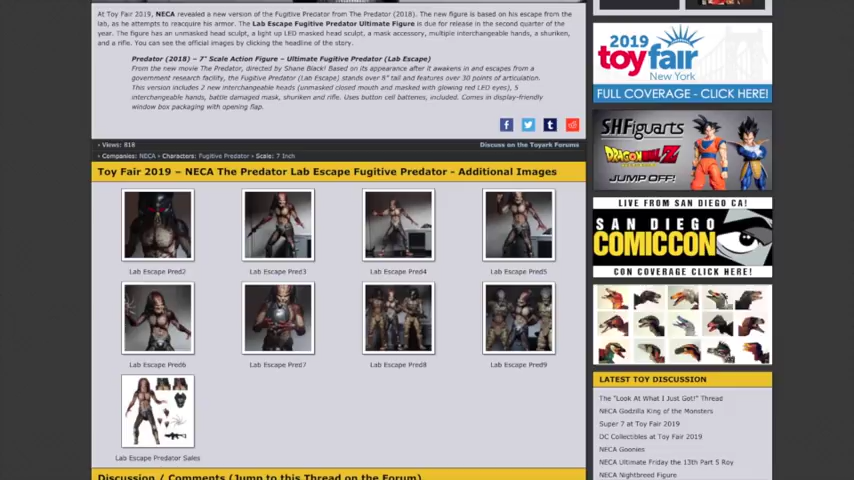 At Toy Fair 2019, NECA revealed a new version of the Fugitive Predator from The Predator (2018). The new figure is based on his escape from the
lab, as he attempts to reacquire his armor. The Lab Escape Fugitive Predator Ultimate Figure is due for release in the second quarter of the
year. The figure has an unmasked head sculpt, a light up LED masked head sculpt, a mask accessory, multiple interchangeable hands, a shuriken,
and a rifle. You can see the official images by clicking the headline of the story.
Predator (2018) – 7" Scale Action Figure – Ultimate Fugitive Predator (Lab Escape)
From the new movie The Predator, directed by Shane Black! Based on its appearance after it awakens in and escapes from a
government research facility, the Fugitive Predator (Lab Escape) stands over 8" tall and features over 30 points of articulation.
This version includes 2 new interchangeable heads (unmasked closed mouth and masked with glowing red LED eyes), 5
interchangeable hands, battle damaged mask, shuriken and rifle. Uses button cell batteries, included. Comes in display-friendly
window box packaging with opening flap.
• Views: 816
Discuss on the Toyark Forums
• Companies: NECA • Characters: Fugitive Predator • Scale: 7 Inch
Toy Fair 2019 – NECA The Predator Lab Escape Fugitive Predator - Additional Images
Lab Escape Pred2
Lab Escape Pred3
Lab Escape Pred4
Lab Escape Pred5
Lab Escape Pred6
Lab Escape Pred7
Lab Escape Pred8
Lab Escape Pred9
Lab Escape Predator Sales
Discussion / Comments (Jump to this Thread on the Forum)
2019
toy fair
New York
FULL COVERAGE - CLICK HERE!
SHFiguarts
DRAGONBALL Z
JUMP OFF!
LIVE FROM SAN DIEGO CA!
SAN DIEGO
COMICCON
CON COVERAGE CLICK HERE!
LATEST TOY DISCUSSION
The "Look At What I Just Got!" Thread
NECA Godzilla King of the Monsters
Super 7 at Toy Fair 2019
DC Collectibles at Toy Fair 2019
NECA Goonies
NECA Ultimate Friday the 13th Part 5 Roy
NECA Nightbreed Figure